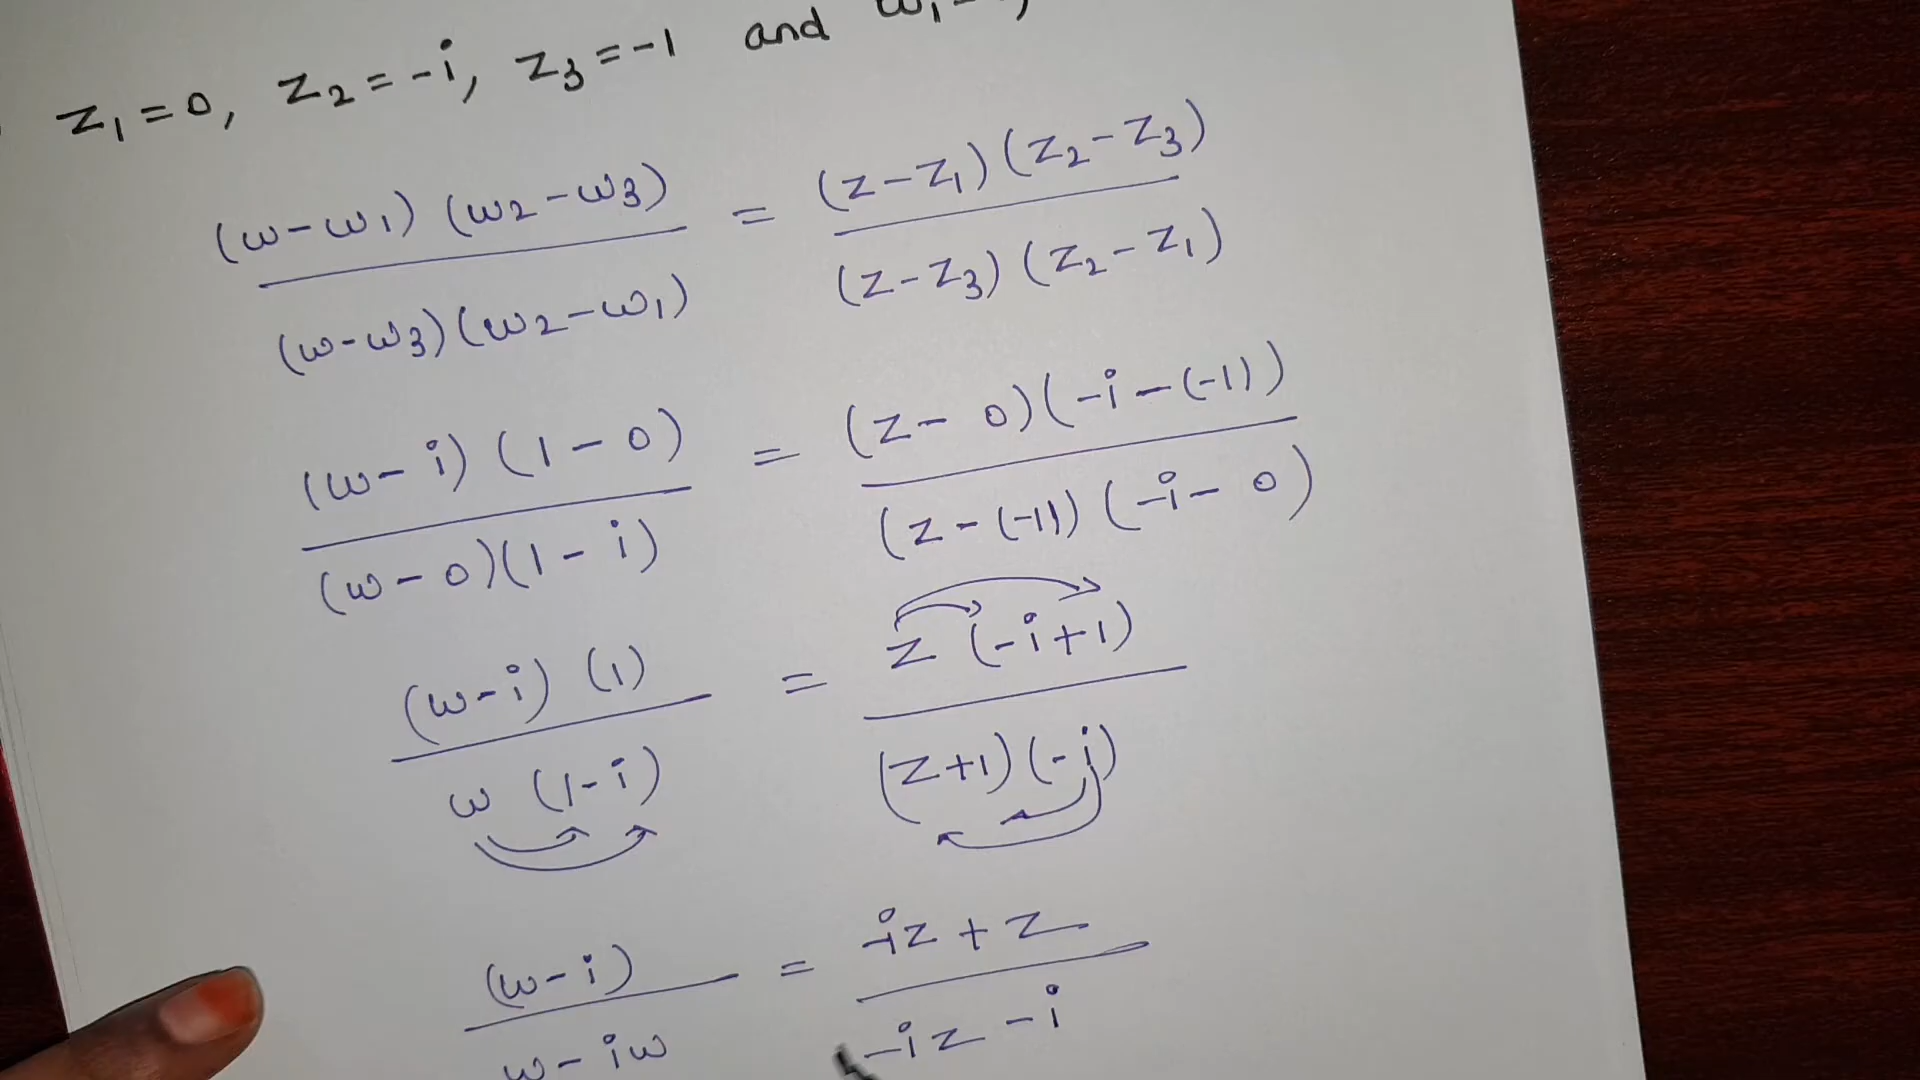 z₁ = 0, z₂ = -i, z₃ = -1 and
(w-w₁) (w₂-w₃) / (w-w₃)(w₂-w₁) = (z-z₁)(z₂-z₃) / (z-z₃)(z₂-z₁)
(w-i)(1-0) / (w-0)(1-i) = (z-0)(-i-(-1)) / (z-(-1))(-i-0)
(w-i) (1) / w (1-i) = z (-i+1) / (z+1)(-i)
(w-i) / w-iw = -iz+z / -iz-i